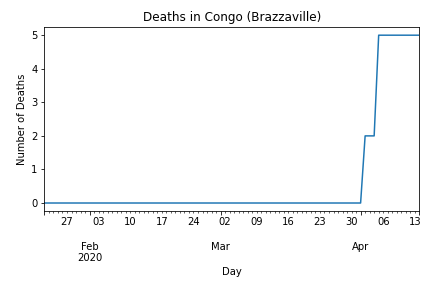 Deaths in Congo (Brazzaville)
5
4
3
2
1
0
Number of Deaths
27 03 10 17 24 02 09 16 23 30 06 13
Feb Mar Apr
2020
Day